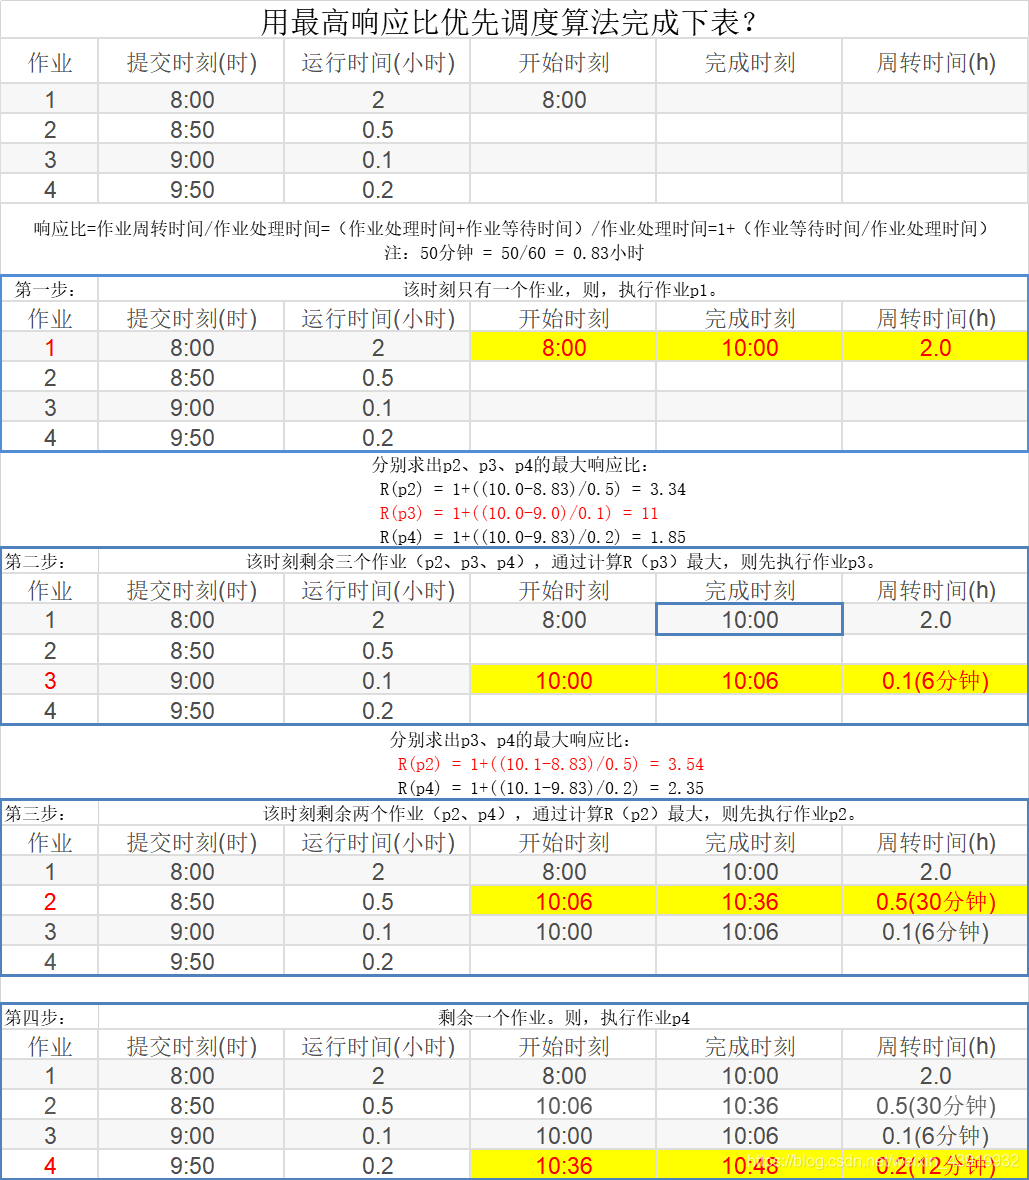 用最高响应比优先调度算法完成下表？
作业 提交时刻(时) 运行时间(小时) 开始时刻 完成时刻 周转时间(h)
1 8:00 2 8:00
2 8:50 0.5
3 9:00 0.1
4 9:50 0.2
响应比=作业周转时间/作业处理时间=（作业处理时间+作业等待时间）/作业处理时间=1+（作业等待时间/作业处理时间）
注：50分钟 = 50/60 = 0.83小时
第一步： 该时刻只有一个作业，则，执行作业p1。
作业 提交时刻(时) 运行时间(小时) 开始时刻 完成时刻 周转时间(h)
1 8:00 2 8:00 10:00 2.0
2 8:50 0.5
3 9:00 0.1
4 9:50 0.2
分别求出p2、p3、p4的最大响应比：
R(p2) = 1+((10.0-8.83)/0.5) = 3.34
R(p3) = 1+((10.0-9.0)/0.1) = 11
R(p4) = 1+((10.0-9.83)/0.2) = 1.85
第二步： 该时刻剩余三个作业（p2、p3、p4），通过计算R（p3）最大，则先执行作业p3。
作业 提交时刻(时) 运行时间(小时) 开始时刻 完成时刻 周转时间(h)
1 8:00 2 8:00 10:00 2.0
2 8:50 0.5
3 9:00 0.1 10:00 10:06 0.1(6分钟)
4 9:50 0.2
分别求出p3、p4的最大响应比：
R(p2) = 1+((10.1-8.83)/0.5) = 3.54
R(p4) = 1+((10.1-9.83)/0.2) = 2.35
第三步： 该时刻剩余两个作业（p2、p4），通过计算R（p2）最大，则先执行作业p2。
作业 提交时刻(时) 运行时间(小时) 开始时刻 完成时刻 周转时间(h)
1 8:00 2 8:00 10:00 2.0
2 8:50 0.5 10:06 10:36 0.5(30分钟)
3 9:00 0.1 10:00 10:06 0.1(6分钟)
4 9:50 0.2
第四步： 剩余一个作业。则，执行作业p4
作业 提交时刻(时) 运行时间(小时) 开始时刻 完成时刻 周转时间(h)
1 8:00 2 8:00 10:00 2.0
2 8:50 0.5 10:06 10:36 0.5(30分钟)
3 9:00 0.1 10:00 10:06 0.1(6分钟)
4 9:50 0.2 10:36 10:48 0.2(12分钟)